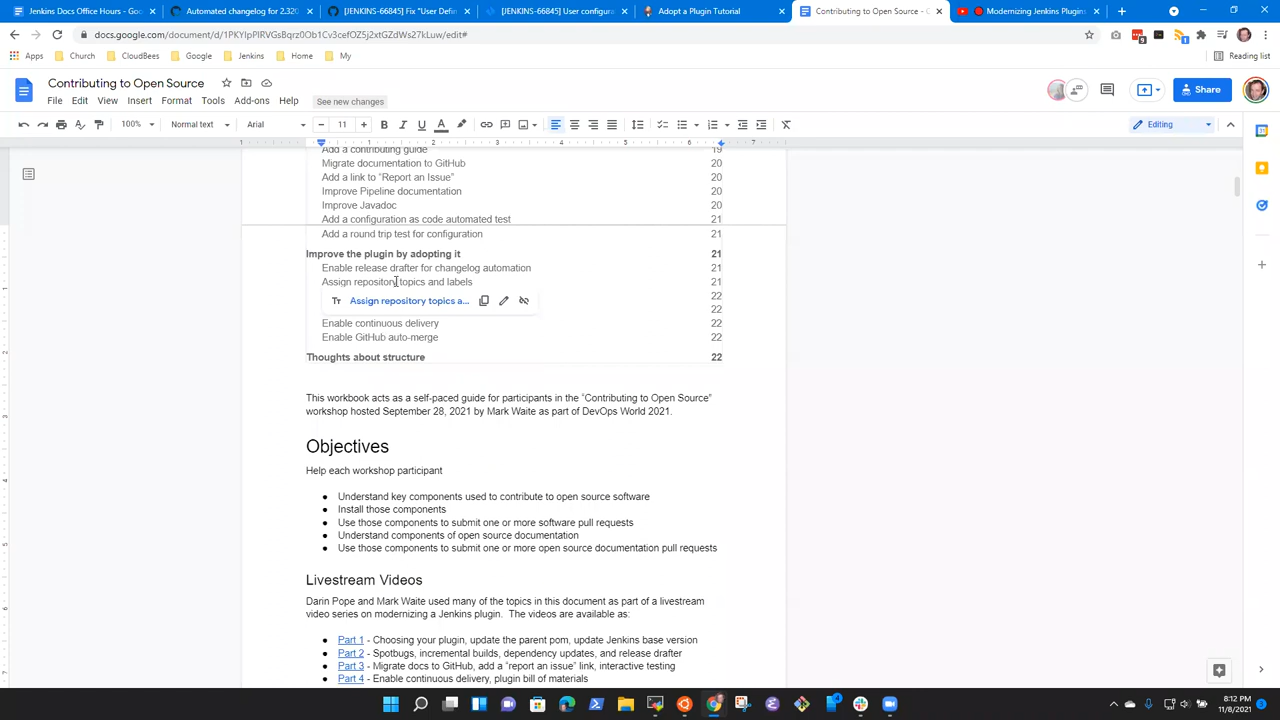 Jenkins Docs Office Hours - G
Automated changelog for 2.320
[JENKINS-66845] Fix "User Defin
[JENKINS-66845] User configura
Adopt a Plugin Tutorial
Contributing to Open Source - G
Modernizing Jenkins Plugins
docs.google.com/document/d/1PKYIpPlRVGsBqrz0Ob1Cv3cefOZ5j2xtGZdWs27kLuw/edit#
Apps
Church
CloudBees
Google
Jenkins
Home
My
Reading list
Contributing to Open Source
File Edit View Insert Format Tools Add-ons Help
See new changes
Share
100%
Normal text
Arial
11
Editing
Add a contributing guide 19
Migrate documentation to GitHub 20
Add a link to "Report an Issue" 20
Improve Pipeline documentation 20
Improve Javadoc 20
Add a configuration as code automated test 21
Add a round trip test for configuration 21
Improve the plugin by adopting it 21
Enable release drafter for changelog automation 21
Assign repository topics and labels 21
22
Assign repository topics a...
22
Enable continuous delivery 22
Enable GitHub auto-merge 22
Thoughts about structure 22
This workbook acts as a self-paced guide for participants in the "Contributing to Open Source"
workshop hosted September 28, 2021 by Mark Waite as part of DevOps World 2021.
Objectives
Help each workshop participant
● Understand key components used to contribute to open source software
● Install those components
● Use those components to submit one or more software pull requests
● Understand components of open source documentation
● Use those components to submit one or more open source documentation pull requests
Livestream Videos
Darin Pope and Mark Waite used many of the topics in this document as part of a livestream
video series on modernizing a Jenkins plugin. The videos are available as:
● Part 1 - Choosing your plugin, update the parent pom, update Jenkins base version
● Part 2 - Spotbugs, incremental builds, dependency updates, and release drafter
● Part 3 - Migrate docs to GitHub, add a "report an issue" link, interactive testing
● Part 4 - Enable continuous delivery, plugin bill of materials
8:12 PM
11/8/2021